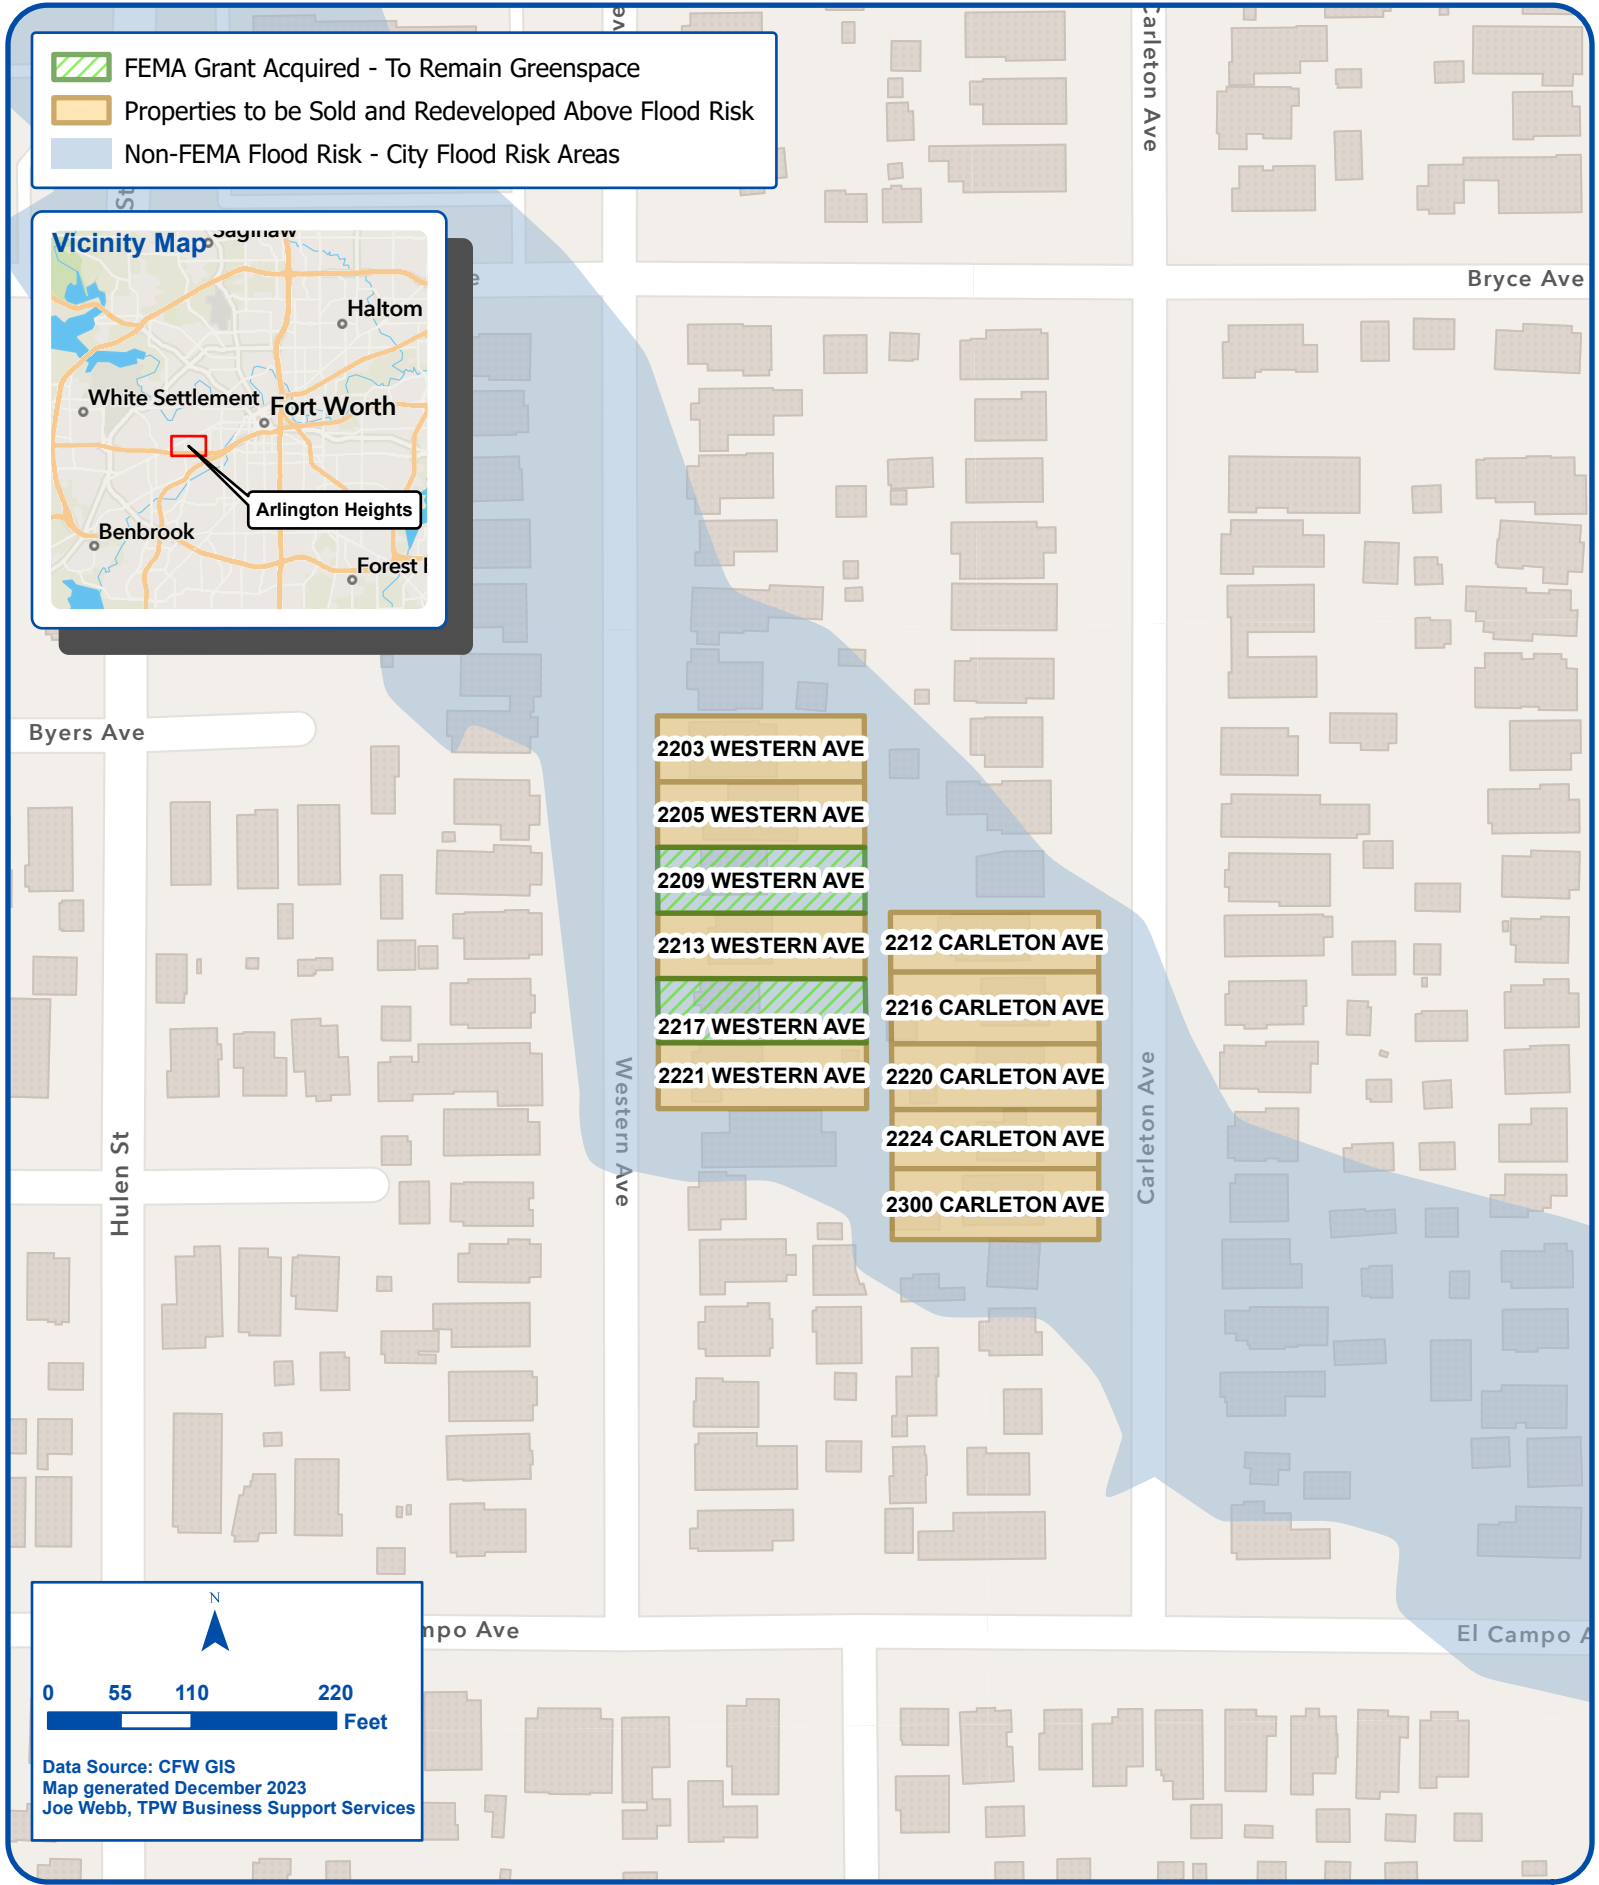 Carleton Ave
FEMA Grant Acquired - To Remain Greenspace
Properties to be Sold and Redeveloped Above Flood Risk
Non-FEMA Flood Risk - City Flood Risk Areas
St
Vicinity Map
Saginaw
Haltom
White Settlement
Fort Worth
Arlington Heights
Benbrook
Forest
Bryce Ave
Byers Ave
2203 WESTERN AVE
2205 WESTERN AVE
2209 WESTERN AVE
2213 WESTERN AVE
2217 WESTERN AVE
2221 WESTERN AVE
2212 CARLETON AVE
2216 CARLETON AVE
2220 CARLETON AVE
2224 CARLETON AVE
2300 CARLETON AVE
Hulen St
Western Ave
Carleton Ave
mpo Ave
El Campo A
N
0 55 110 220
Feet
Data Source: CFW GIS
Map generated December 2023
Joe Webb, TPW Business Support Services